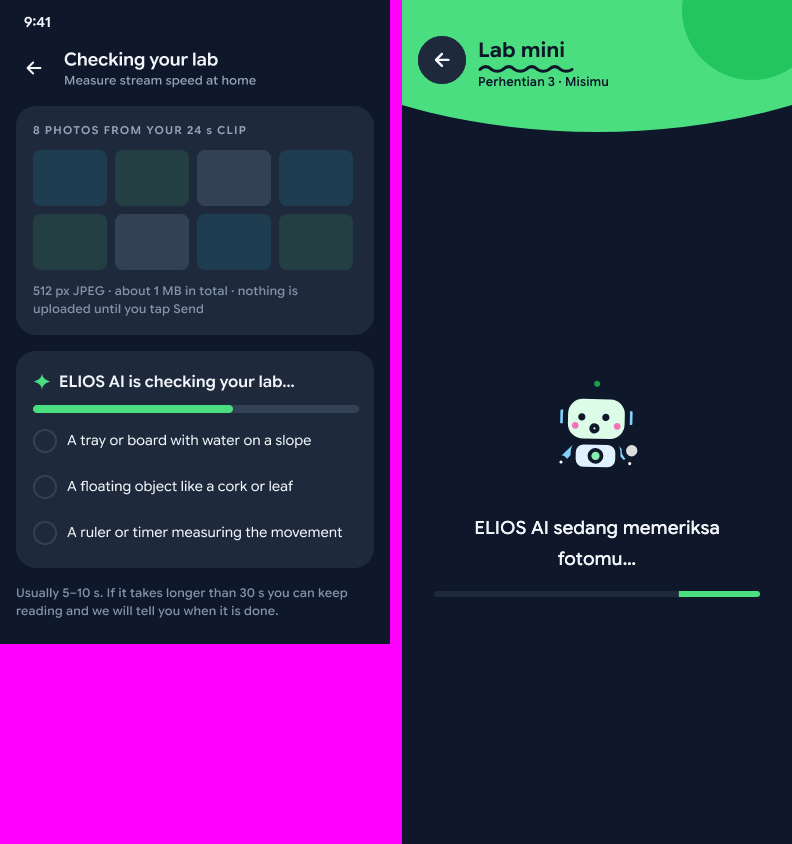 9:41
Checking your lab
Measure stream speed at home
8 PHOTOS FROM YOUR 24 s CLIP
512 px JPEG · about 1 MB in total · nothing is
uploaded until you tap Send
ELIOS AI is checking your lab...
A tray or board with water on a slope
A floating object like a cork or leaf
A ruler or timer measuring the movement
Usually 5–10 s. If it takes longer than 30 s you can keep
reading and we will tell you when it is done.
Lab mini
Perhentian 3 · Misimu
ELIOS AI sedang memeriksa
fotomu...